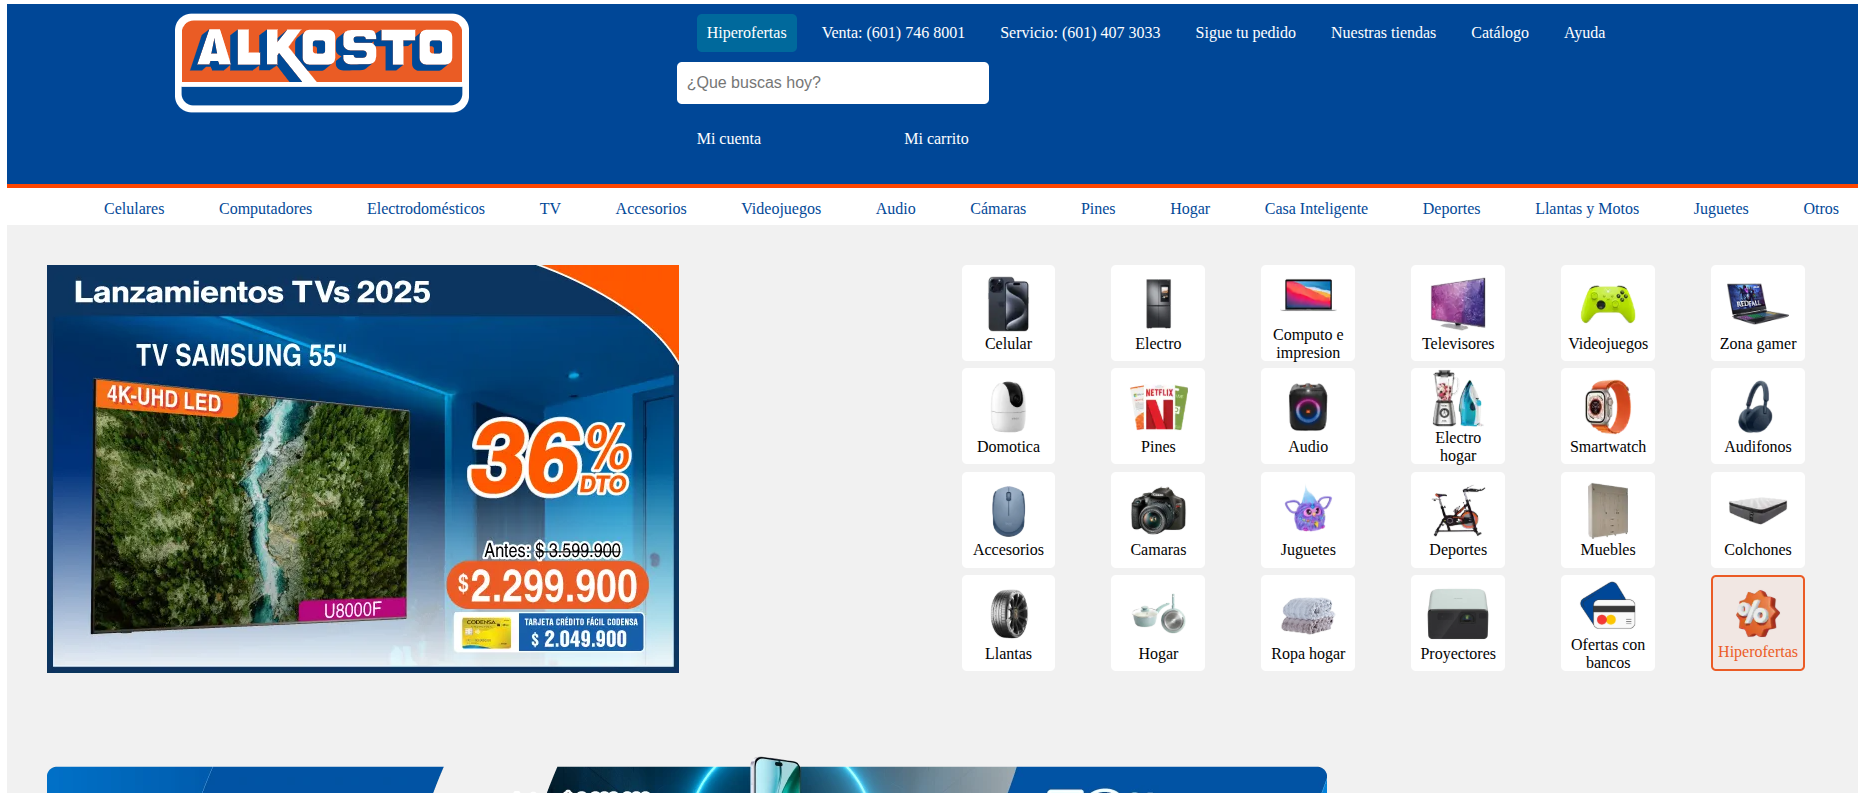 ALKOSTO
Hiperofertas
Venta: (601) 746 8001
Servicio: (601) 407 3033
Sigue tu pedido
Nuestras tiendas
Catálogo
Ayuda
¿Que buscas hoy?
Mi cuenta
Mi carrito
Celulares
Computadores
Electrodomésticos
TV
Accesorios
Videojuegos
Audio
Cámaras
Pines
Hogar
Casa Inteligente
Deportes
Llantas y Motos
Juguetes
Otros
Lanzamientos TVs 2025
TV SAMSUNG 55"
4K-UHD LED
36%
DTO
Antes: $ 3.599.900
$2.299.900
U8000F
CODENSA
TARJETA CRÉDITO FÁCIL CODENSA
$ 2.049.900
Celular
Electro
Computo e
impresion
Televisores
Videojuegos
REDFALL
Zona gamer
Domotica
NETFLIX
Pines
Audio
Electro
hogar
Smartwatch
Audifonos
Accesorios
Camaras
Juguetes
Deportes
Muebles
Colchones
Llantas
Hogar
Ropa hogar
Proyectores
Ofertas con
bancos
%
Hiperofertas